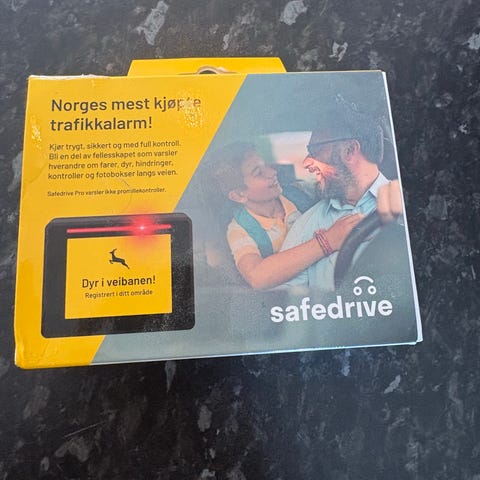 Norges mest kjøpte
trafikkalarm!
Kjør trygt, sikkert og med full kontroll.
Bli en del av fellesskapet som varsler
hverandre om farer, dyr, hindringer,
kontroller og fotobokser langs veien.
Safedrive Pro varsler ikke promillekontroller.
Dyr i veibanen!
Registrert i ditt område
safedrive